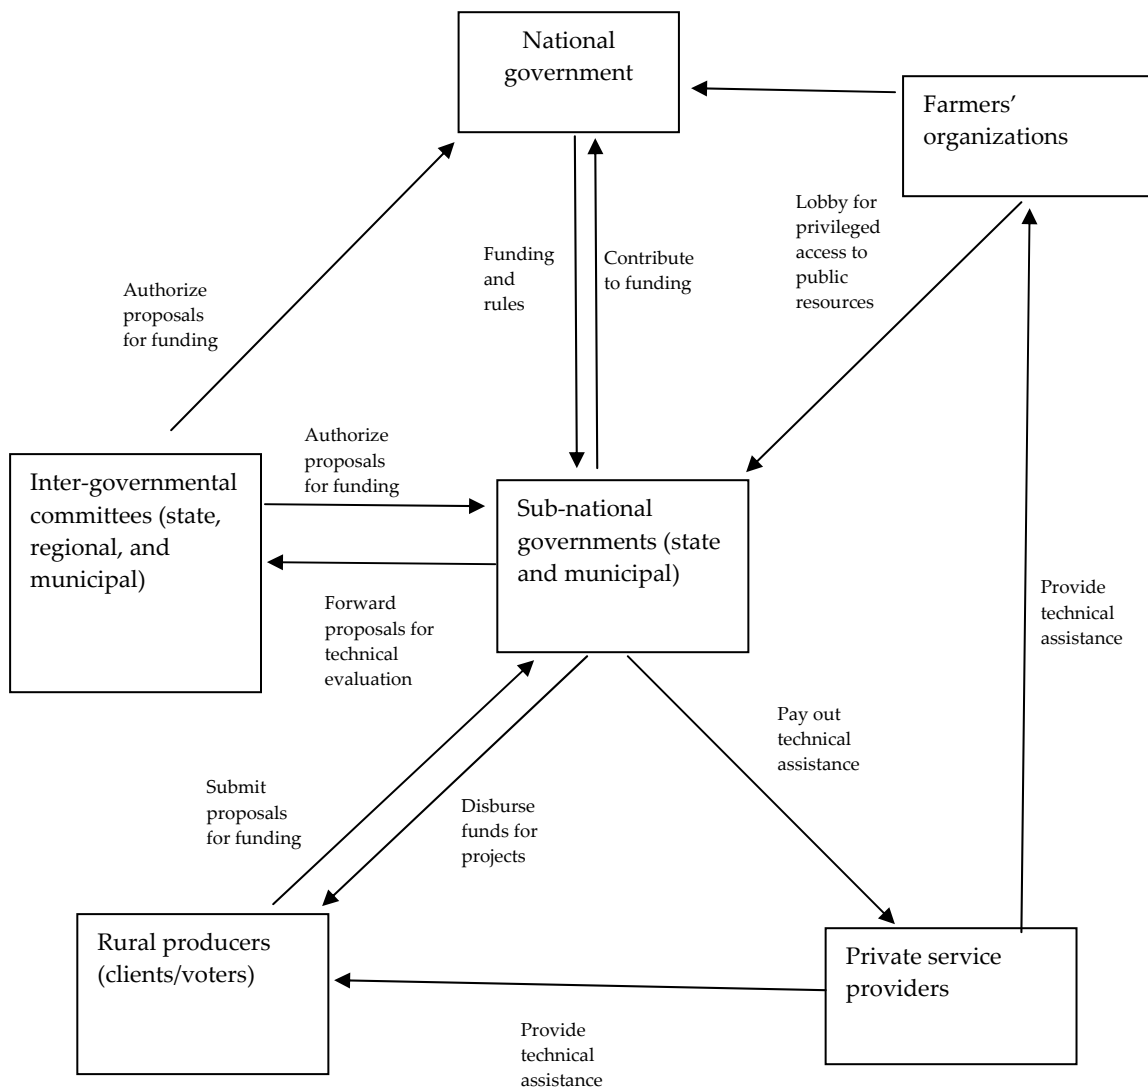 National
government
Farmers’
organizations
Lobby for
privileged
access to
public
resources
Funding
and
rules
Contribute
to funding
Authorize
proposals
for funding
Authorize
proposals
for funding
Inter-governmental
committees (state,
regional, and
municipal)
Sub-national
governments (state
and municipal)
Forward
proposals for
technical
evaluation
Provide
technical
assistance
Pay out
technical
assistance
Submit
proposals
for funding
Disburse
funds for
projects
Rural producers
(clients/voters)
Private service
providers
Provide
technical
assistance